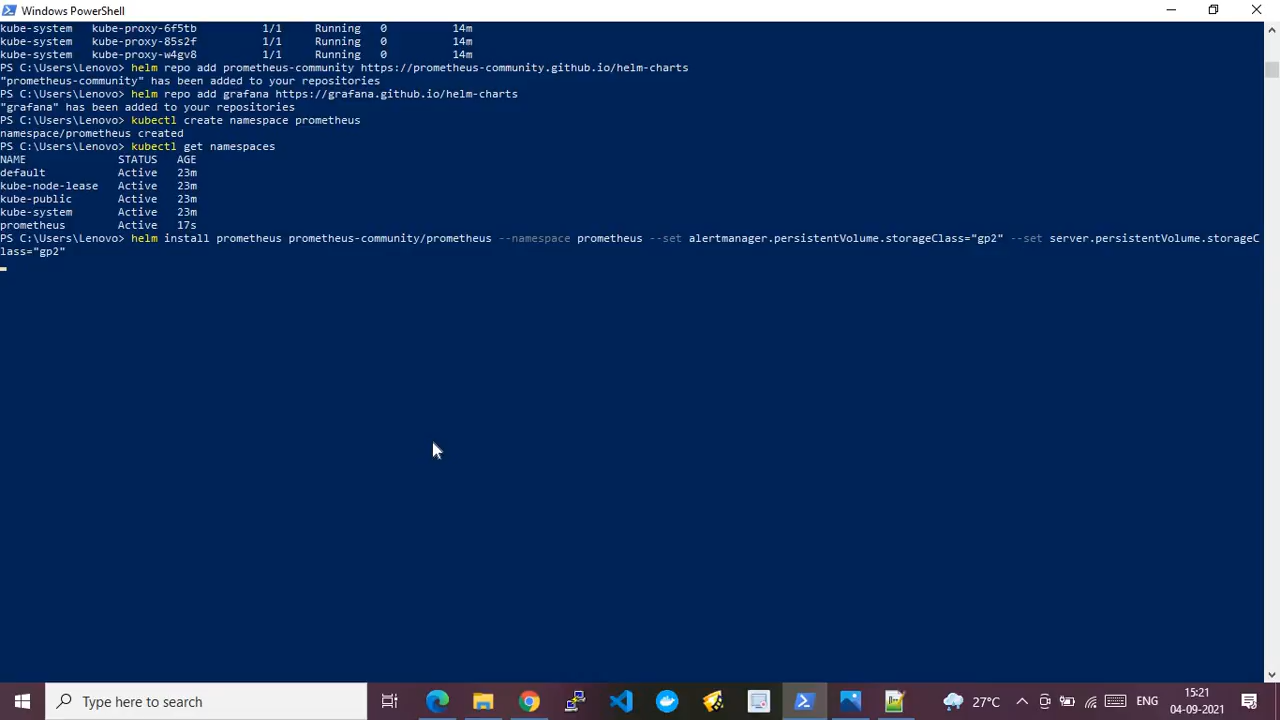 Windows PowerShell
kube-system   kube-proxy-6f5tb   1/1   Running   0   14m
kube-system   kube-proxy-85s2f   1/1   Running   0   14m
kube-system   kube-proxy-w4gv8   1/1   Running   0   14m
PS C:\Users\Lenovo> helm repo add prometheus-community https://prometheus-community.github.io/helm-charts
"prometheus-community" has been added to your repositories
PS C:\Users\Lenovo> helm repo add grafana https://grafana.github.io/helm-charts
"grafana" has been added to your repositories
PS C:\Users\Lenovo> kubectl create namespace prometheus
namespace/prometheus created
PS C:\Users\Lenovo> kubectl get namespaces
NAME   STATUS   AGE
default   Active   23m
kube-node-lease   Active   23m
kube-public   Active   23m
kube-system   Active   23m
prometheus   Active   17s
PS C:\Users\Lenovo> helm install prometheus prometheus-community/prometheus --namespace prometheus --set alertmanager.persistentVolume.storageClass="gp2" --set server.persistentVolume.storageC
lass="gp2"
Type here to search
27°C
ENG
15:21
04-09-2021